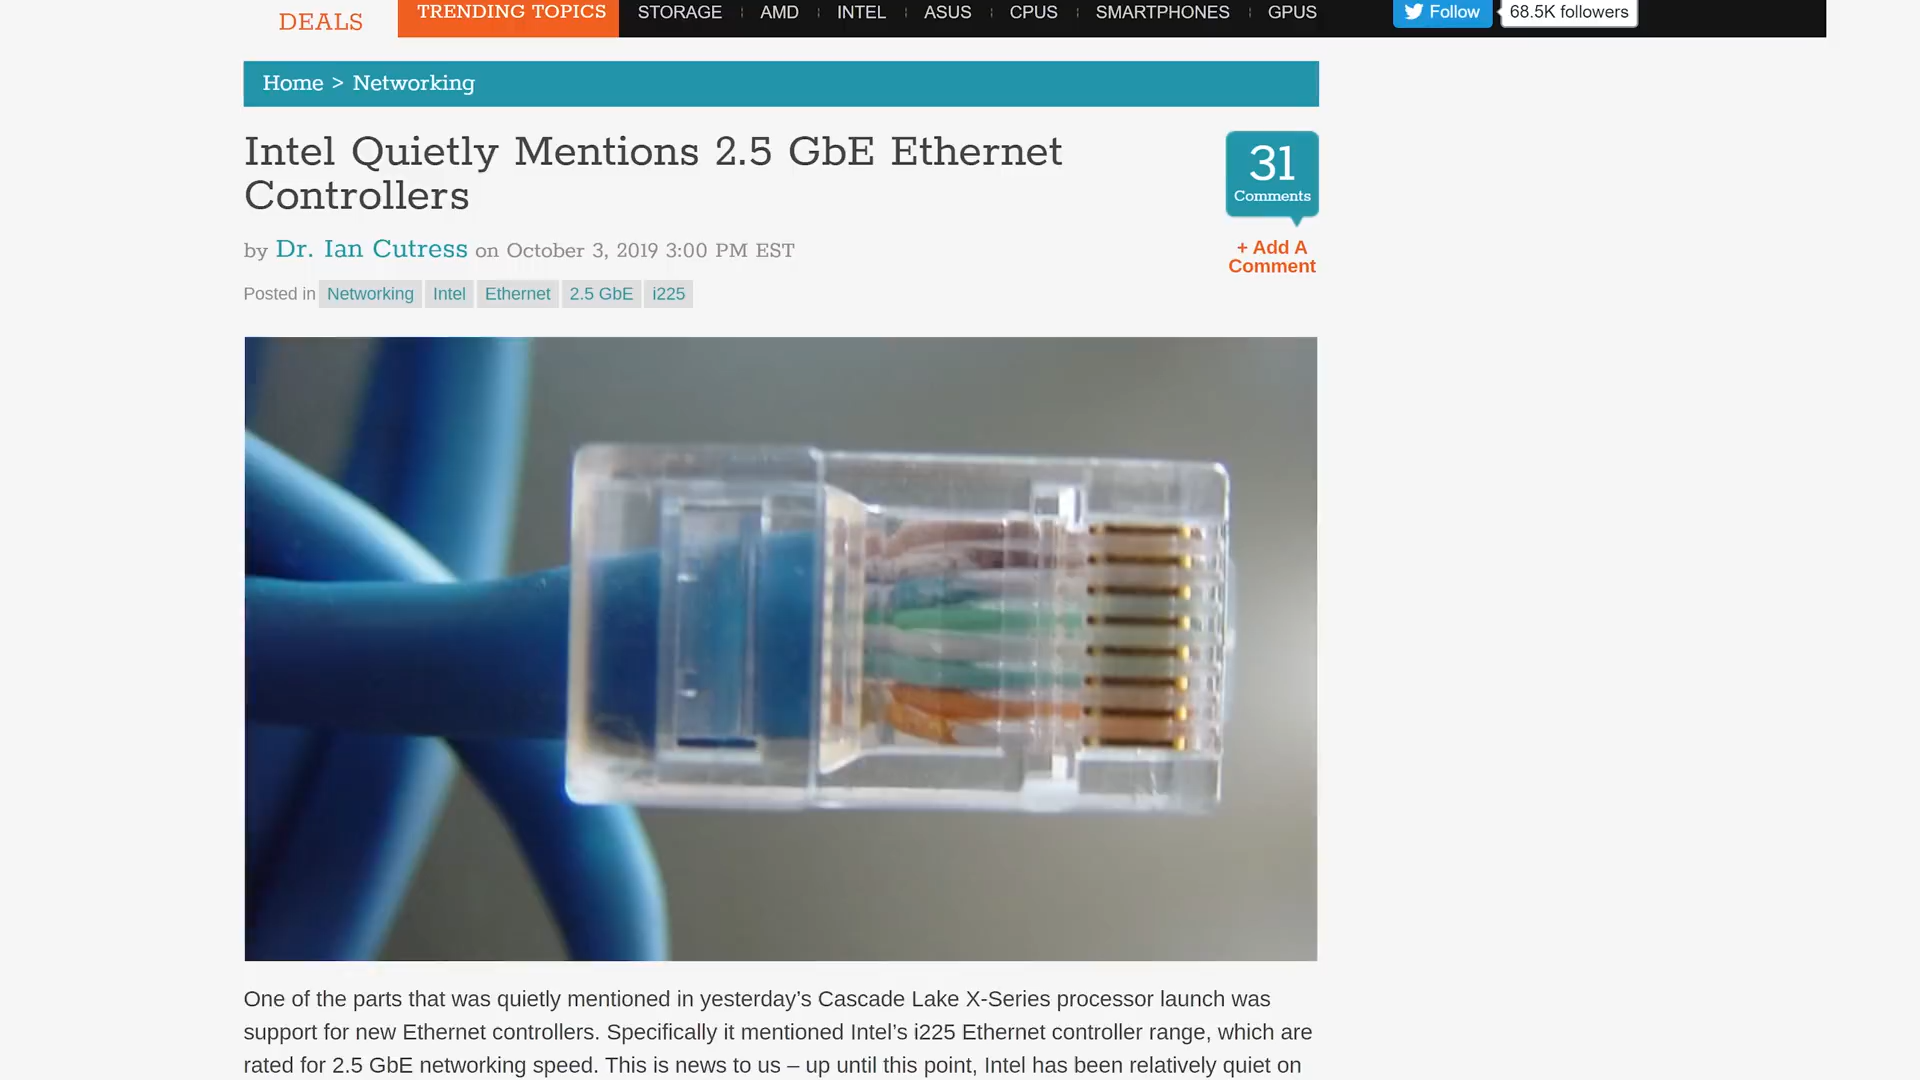 DEALS
TRENDING TOPICS STORAGE AMD INTEL ASUS CPUS SMARTPHONES GPUS Follow 68.5K followers
Home > Networking
Intel Quietly Mentions 2.5 GbE Ethernet
Controllers
31
Comments
by Dr. Ian Cutress on October 3, 2019 3:00 PM EST
+ Add A
Comment
Posted in Networking Intel Ethernet 2.5 GbE i225
One of the parts that was quietly mentioned in yesterday’s Cascade Lake X-Series processor launch was
support for new Ethernet controllers. Specifically it mentioned Intel’s i225 Ethernet controller range, which are
rated for 2.5 GbE networking speed. This is news to us – up until this point, Intel has been relatively quiet on